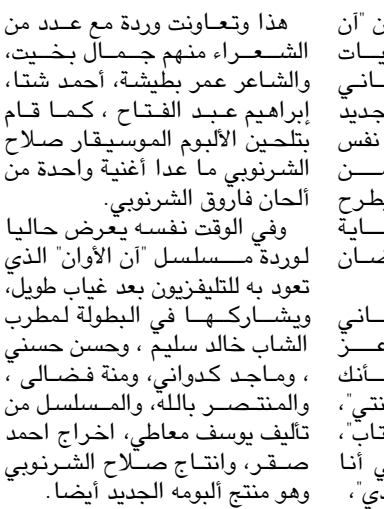 هذا وتعاونت وردة مع عدد من
الشعراء منهم جمال بخيت،
والشاعر عمر بطيشة، أحمد شتا،
إبراهيم عبد الفتاح ، كما قام
بتلحين الألبوم الموسيقار صلاح
الشرنوبي ما عدا أغنية واحدة من
ألحان فاروق الشرنوبي.
وفي الوقت نفسه يعرض حاليا
لوردة مسلسل "آن الأوان" الذي
تعود به للتليفزيون بعد غياب طويل،
ويشاركها في البطولة لمطرب
الشاب خالد سليم ، وحسن حسني
، وماجد كدواني، ومنة فضالى ،
والمنتصر بالله، والمسلسل من
تأليف يوسف معاطي، اخراج احمد
صقر، وانتاج صلاح الشرنوبي
وهو منتج ألبومه الجديد أيضا.
ن "آن
يات
اني
جديد
نفس
ـن
يطرح
ـاية
ضان
اني
عـز
ـأنك
نتي"،
تاب"،
ي أنا
دي"،